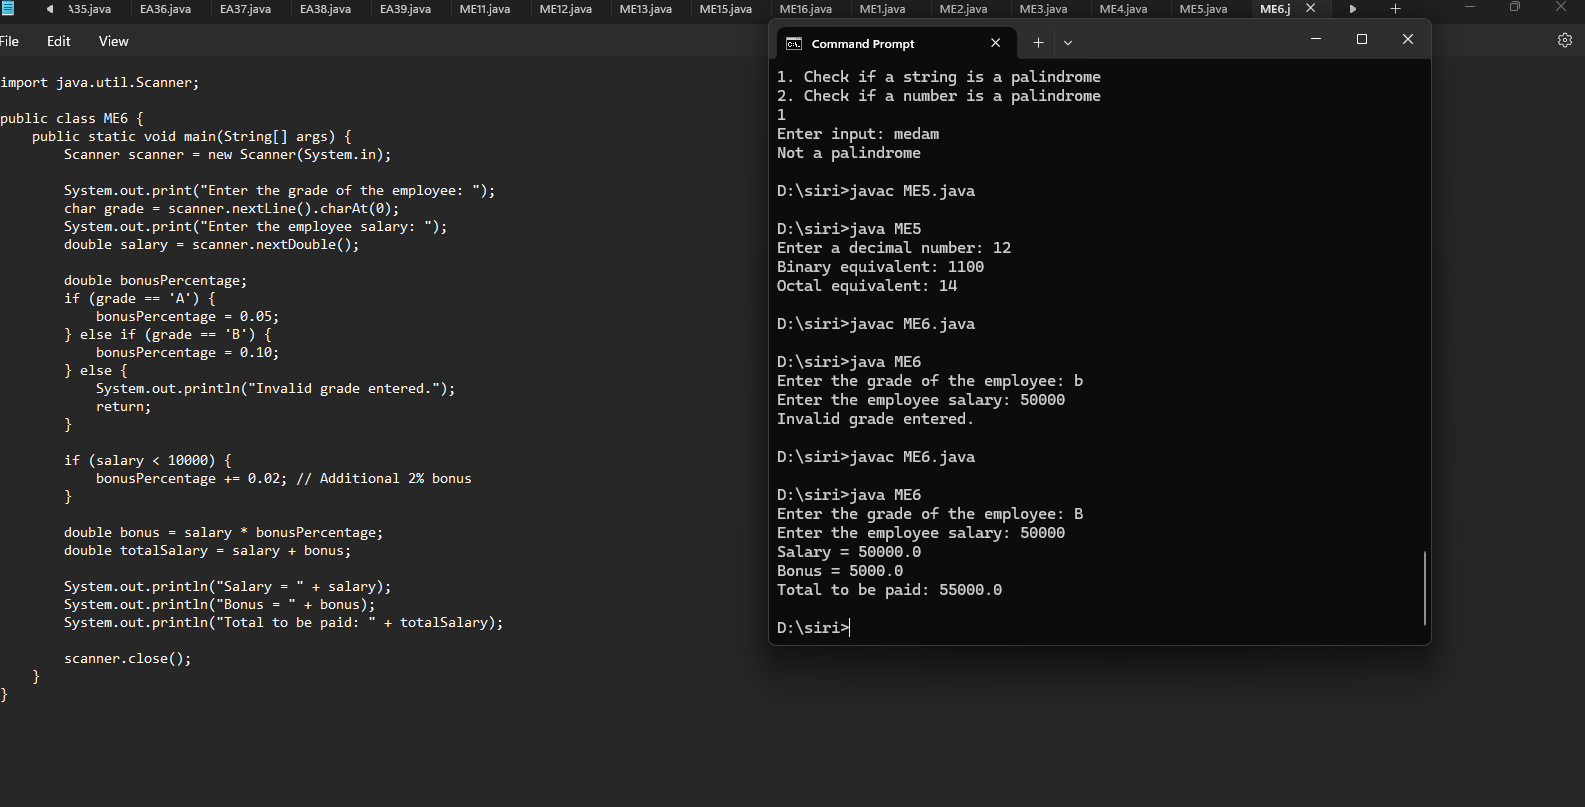 A35.java EA36.java EA37.java EA38.java EA39.java ME11.java ME12.java ME13.java ME15.java ME16.java ME1.java ME2.java ME3.java ME4.java ME5.java ME6.j
File Edit View
import java.util.Scanner;
public class ME6 {
public static void main(String[] args) {
Scanner scanner = new Scanner(System.in);
System.out.print("Enter the grade of the employee: ");
char grade = scanner.nextLine().charAt(0);
System.out.print("Enter the employee salary: ");
double salary = scanner.nextDouble();
double bonusPercentage;
if (grade == 'A') {
bonusPercentage = 0.05;
} else if (grade == 'B') {
bonusPercentage = 0.10;
} else {
System.out.println("Invalid grade entered.");
return;
}
if (salary < 10000) {
bonusPercentage += 0.02; // Additional 2% bonus
}
double bonus = salary * bonusPercentage;
double totalSalary = salary + bonus;
System.out.println("Salary = " + salary);
System.out.println("Bonus = " + bonus);
System.out.println("Total to be paid: " + totalSalary);
scanner.close();
}
}
Command Prompt
1. Check if a string is a palindrome
2. Check if a number is a palindrome
1
Enter input: medam
Not a palindrome
D:\siri>javac ME5.java
D:\siri>java ME5
Enter a decimal number: 12
Binary equivalent: 1100
Octal equivalent: 14
D:\siri>javac ME6.java
D:\siri>java ME6
Enter the grade of the employee: b
Enter the employee salary: 50000
Invalid grade entered.
D:\siri>javac ME6.java
D:\siri>java ME6
Enter the grade of the employee: B
Enter the employee salary: 50000
Salary = 50000.0
Bonus = 5000.0
Total to be paid: 55000.0
D:\siri>